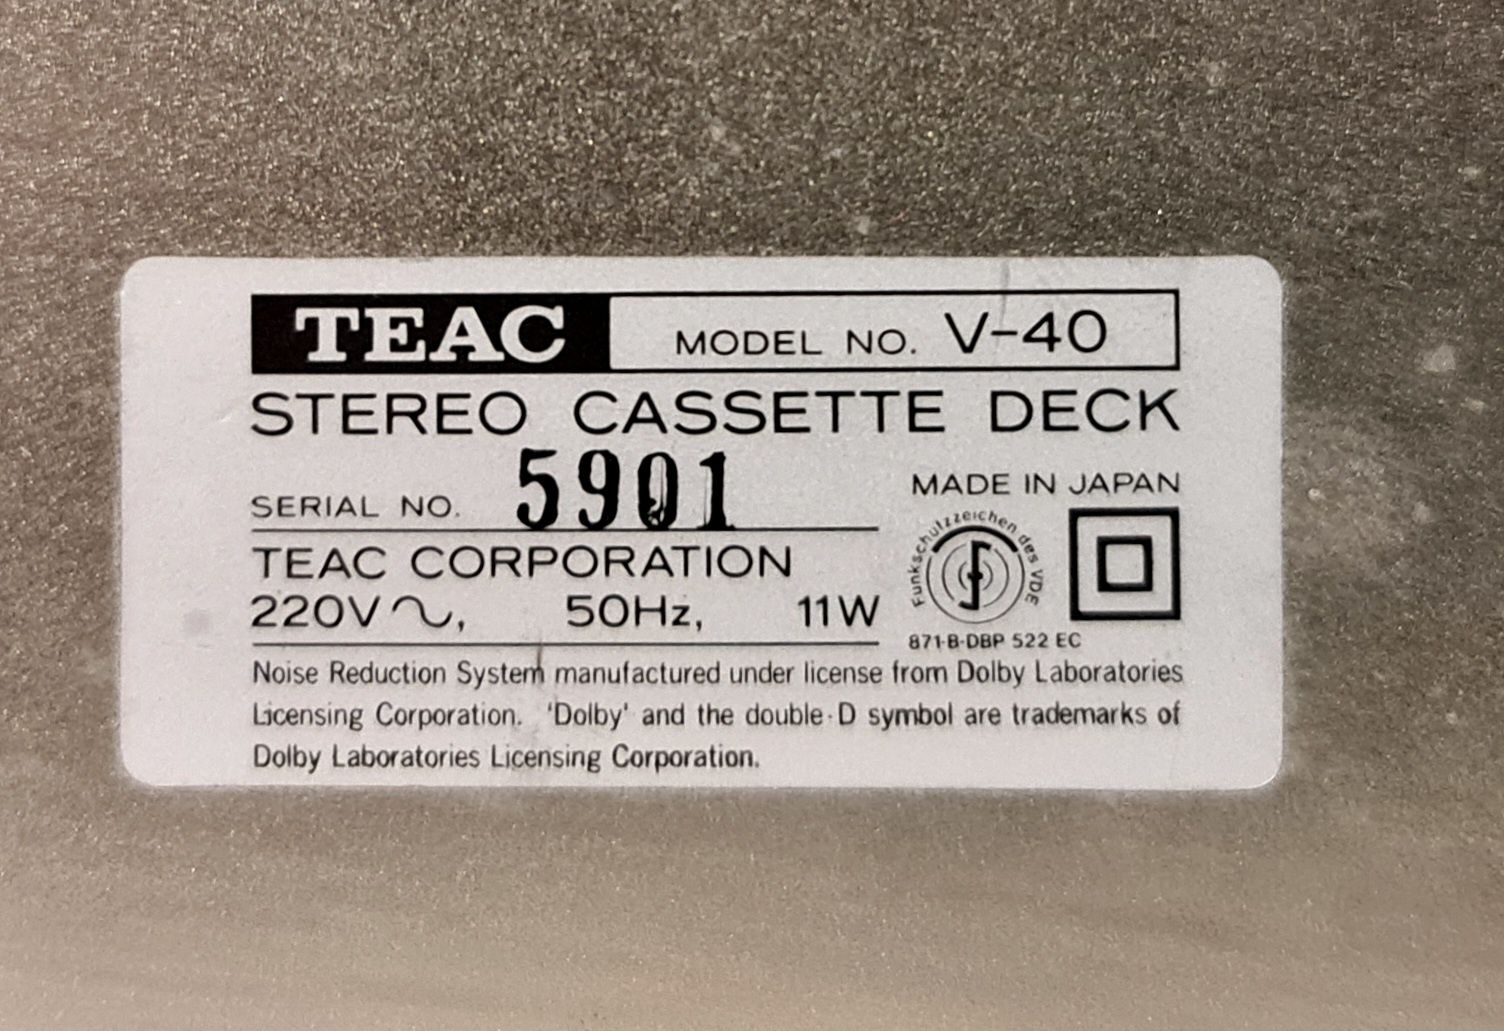 TEAC MODEL NO. V-40
STEREO CASSETTE DECK
SERIAL NO. 5901
MADE IN JAPAN
TEAC CORPORATION
220V∿, 50Hz, 11W
Funkschutzzeichen des VDE
871-B-DBP 522 EC
Noise Reduction System manufactured under license from Dolby Laboratories
Licensing Corporation. 'Dolby' and the double-D symbol are trademarks of
Dolby Laboratories Licensing Corporation.